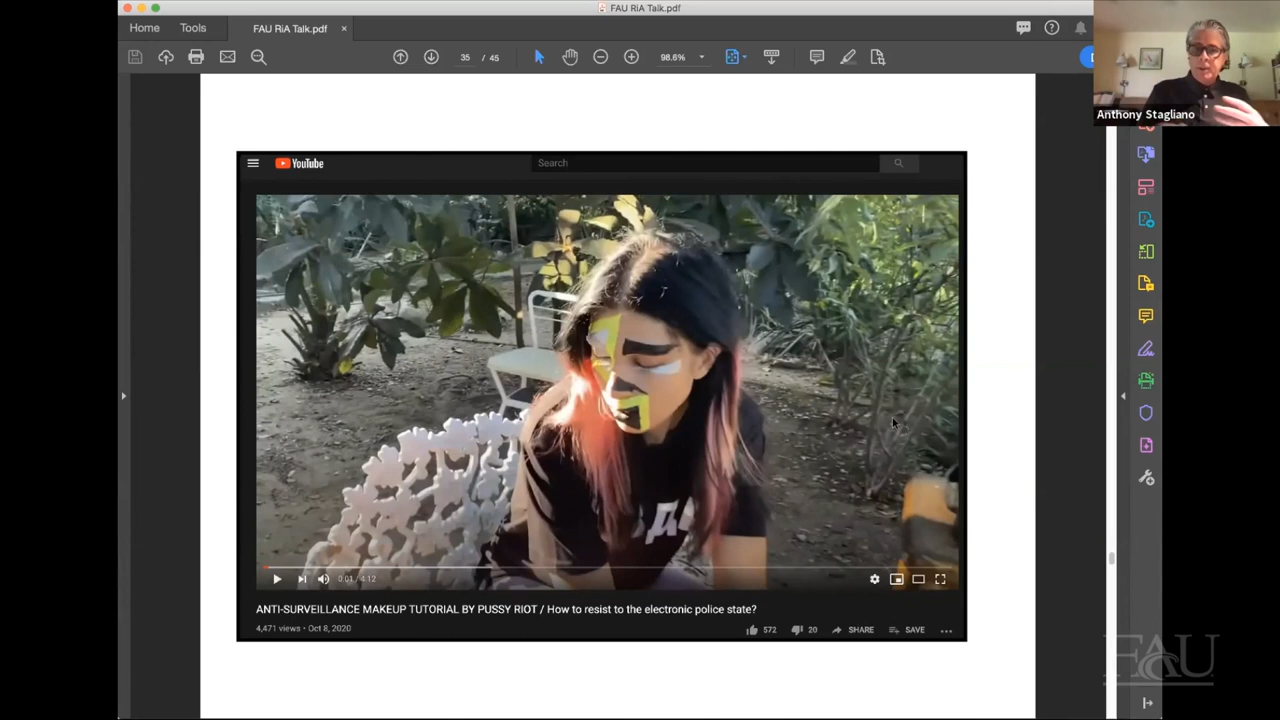 FAU RiA Talk.pdf
Home
Tools
FAU RiA Talk.pdf
35 / 45
98.6%
Anthony Stagliano
YouTube
Search
0:01 / 4:12
ANTI-SURVEILLANCE MAKEUP TUTORIAL BY PUSSY RIOT / How to resist to the electronic police state?
4,471 views • Oct 8, 2020
572
20
SHARE
SAVE
FAU